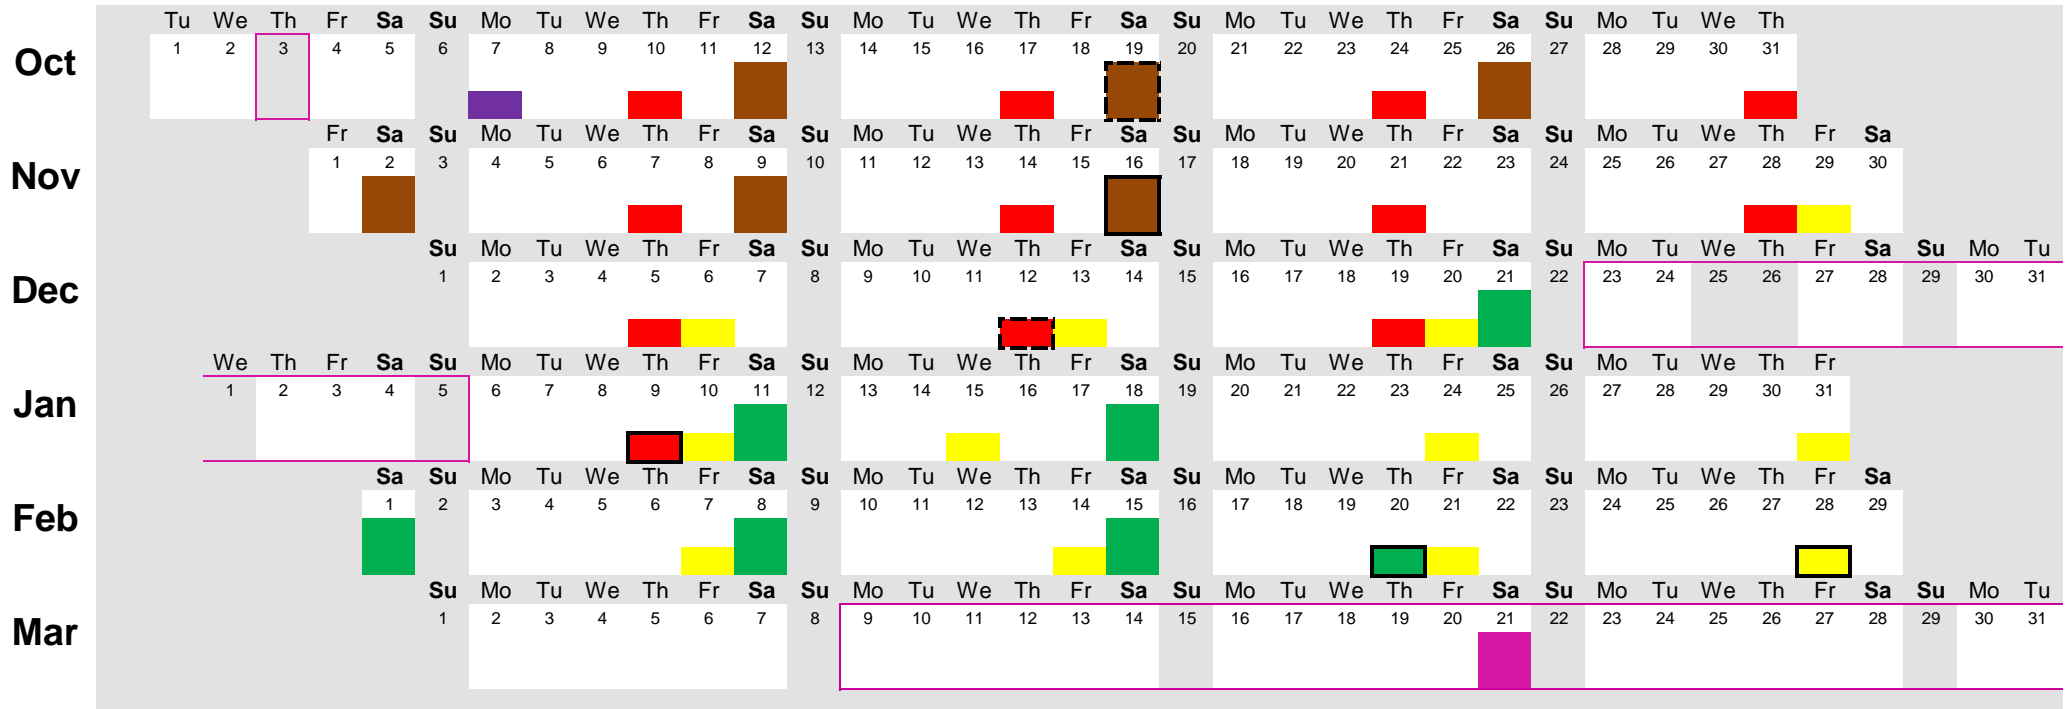 Tu We Th Fr Sa Su Mo Tu We Th Fr Sa Su Mo Tu We Th Fr Sa Su Mo Tu We Th Fr Sa Su Mo Tu We Th
Oct 1 2 3 4 5 6 7 8 9 10 11 12 13 14 15 16 17 18 19 20 21 22 23 24 25 26 27 28 29 30 31
Fr Sa Su Mo Tu We Th Fr Sa Su Mo Tu We Th Fr Sa Su Mo Tu We Th Fr Sa Su Mo Tu We Th Fr Sa
Nov 1 2 3 4 5 6 7 8 9 10 11 12 13 14 15 16 17 18 19 20 21 22 23 24 25 26 27 28 29 30
Su Mo Tu We Th Fr Sa Su Mo Tu We Th Fr Sa Su Mo Tu We Th Fr Sa Su Mo Tu We Th Fr Sa Su Mo Tu
Dec 1 2 3 4 5 6 7 8 9 10 11 12 13 14 15 16 17 18 19 20 21 22 23 24 25 26 27 28 29 30 31
We Th Fr Sa Su Mo Tu We Th Fr Sa Su Mo Tu We Th Fr Sa Su Mo Tu We Th Fr Sa Su Mo Tu We Th Fr
Jan 1 2 3 4 5 6 7 8 9 10 11 12 13 14 15 16 17 18 19 20 21 22 23 24 25 26 27 28 29 30 31
Sa Su Mo Tu We Th Fr Sa Su Mo Tu We Th Fr Sa Su Mo Tu We Th Fr Sa Su Mo Tu We Th Fr Sa
Feb 1 2 3 4 5 6 7 8 9 10 11 12 13 14 15 16 17 18 19 20 21 22 23 24 25 26 27 28 29
Su Mo Tu We Th Fr Sa Su Mo Tu We Th Fr Sa Su Mo Tu We Th Fr Sa Su Mo Tu We Th Fr Sa Su Mo Tu
Mar 1 2 3 4 5 6 7 8 9 10 11 12 13 14 15 16 17 18 19 20 21 22 23 24 25 26 27 28 29 30 31